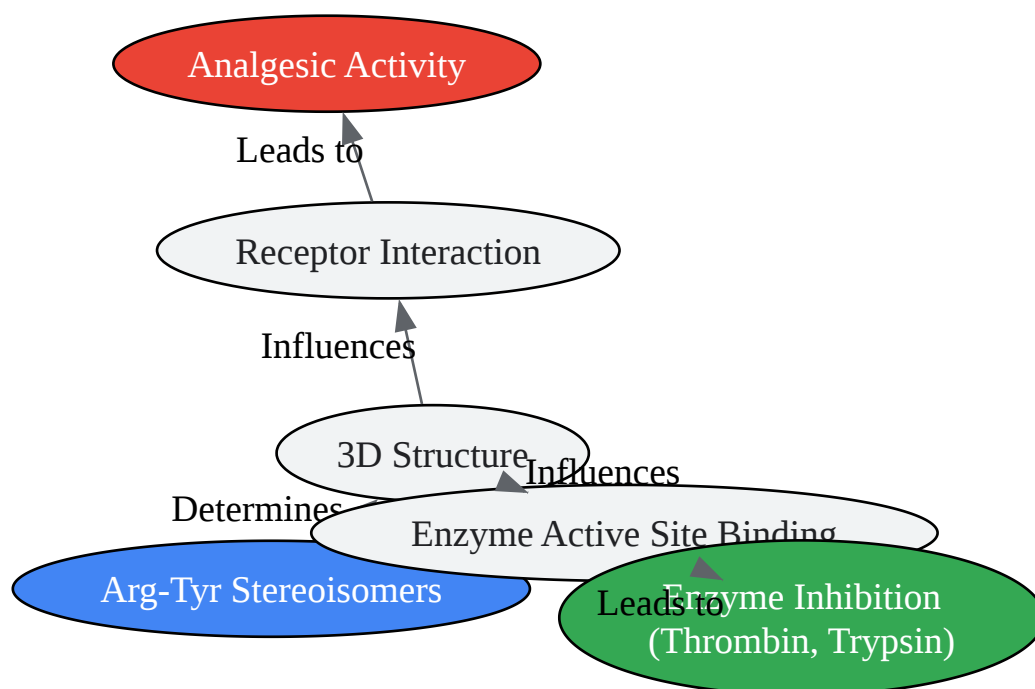 Analgesic Activity
Leads to
Receptor Interaction
Influences
3D Structure
Influences
Determines
Enzyme Active Site Binding
Arg-Tyr Stereoisomers
Enzyme Inhibition
Leads to
(Thrombin, Trypsin)